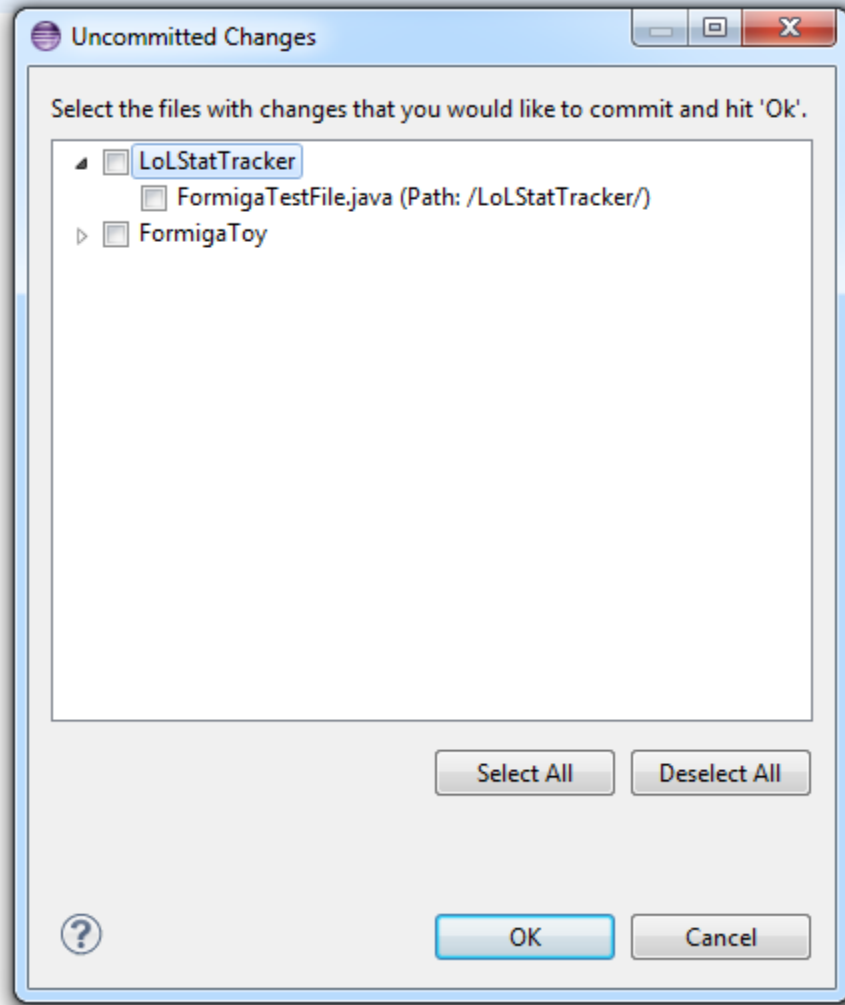 Uncommitted Changes
Select the files with changes that you would like to commit and hit 'Ok'.
LoLStatTracker
FormigaTestFile.java (Path: /LoLStatTracker/)
FormigaToy
Select All Deselect All
? OK Cancel